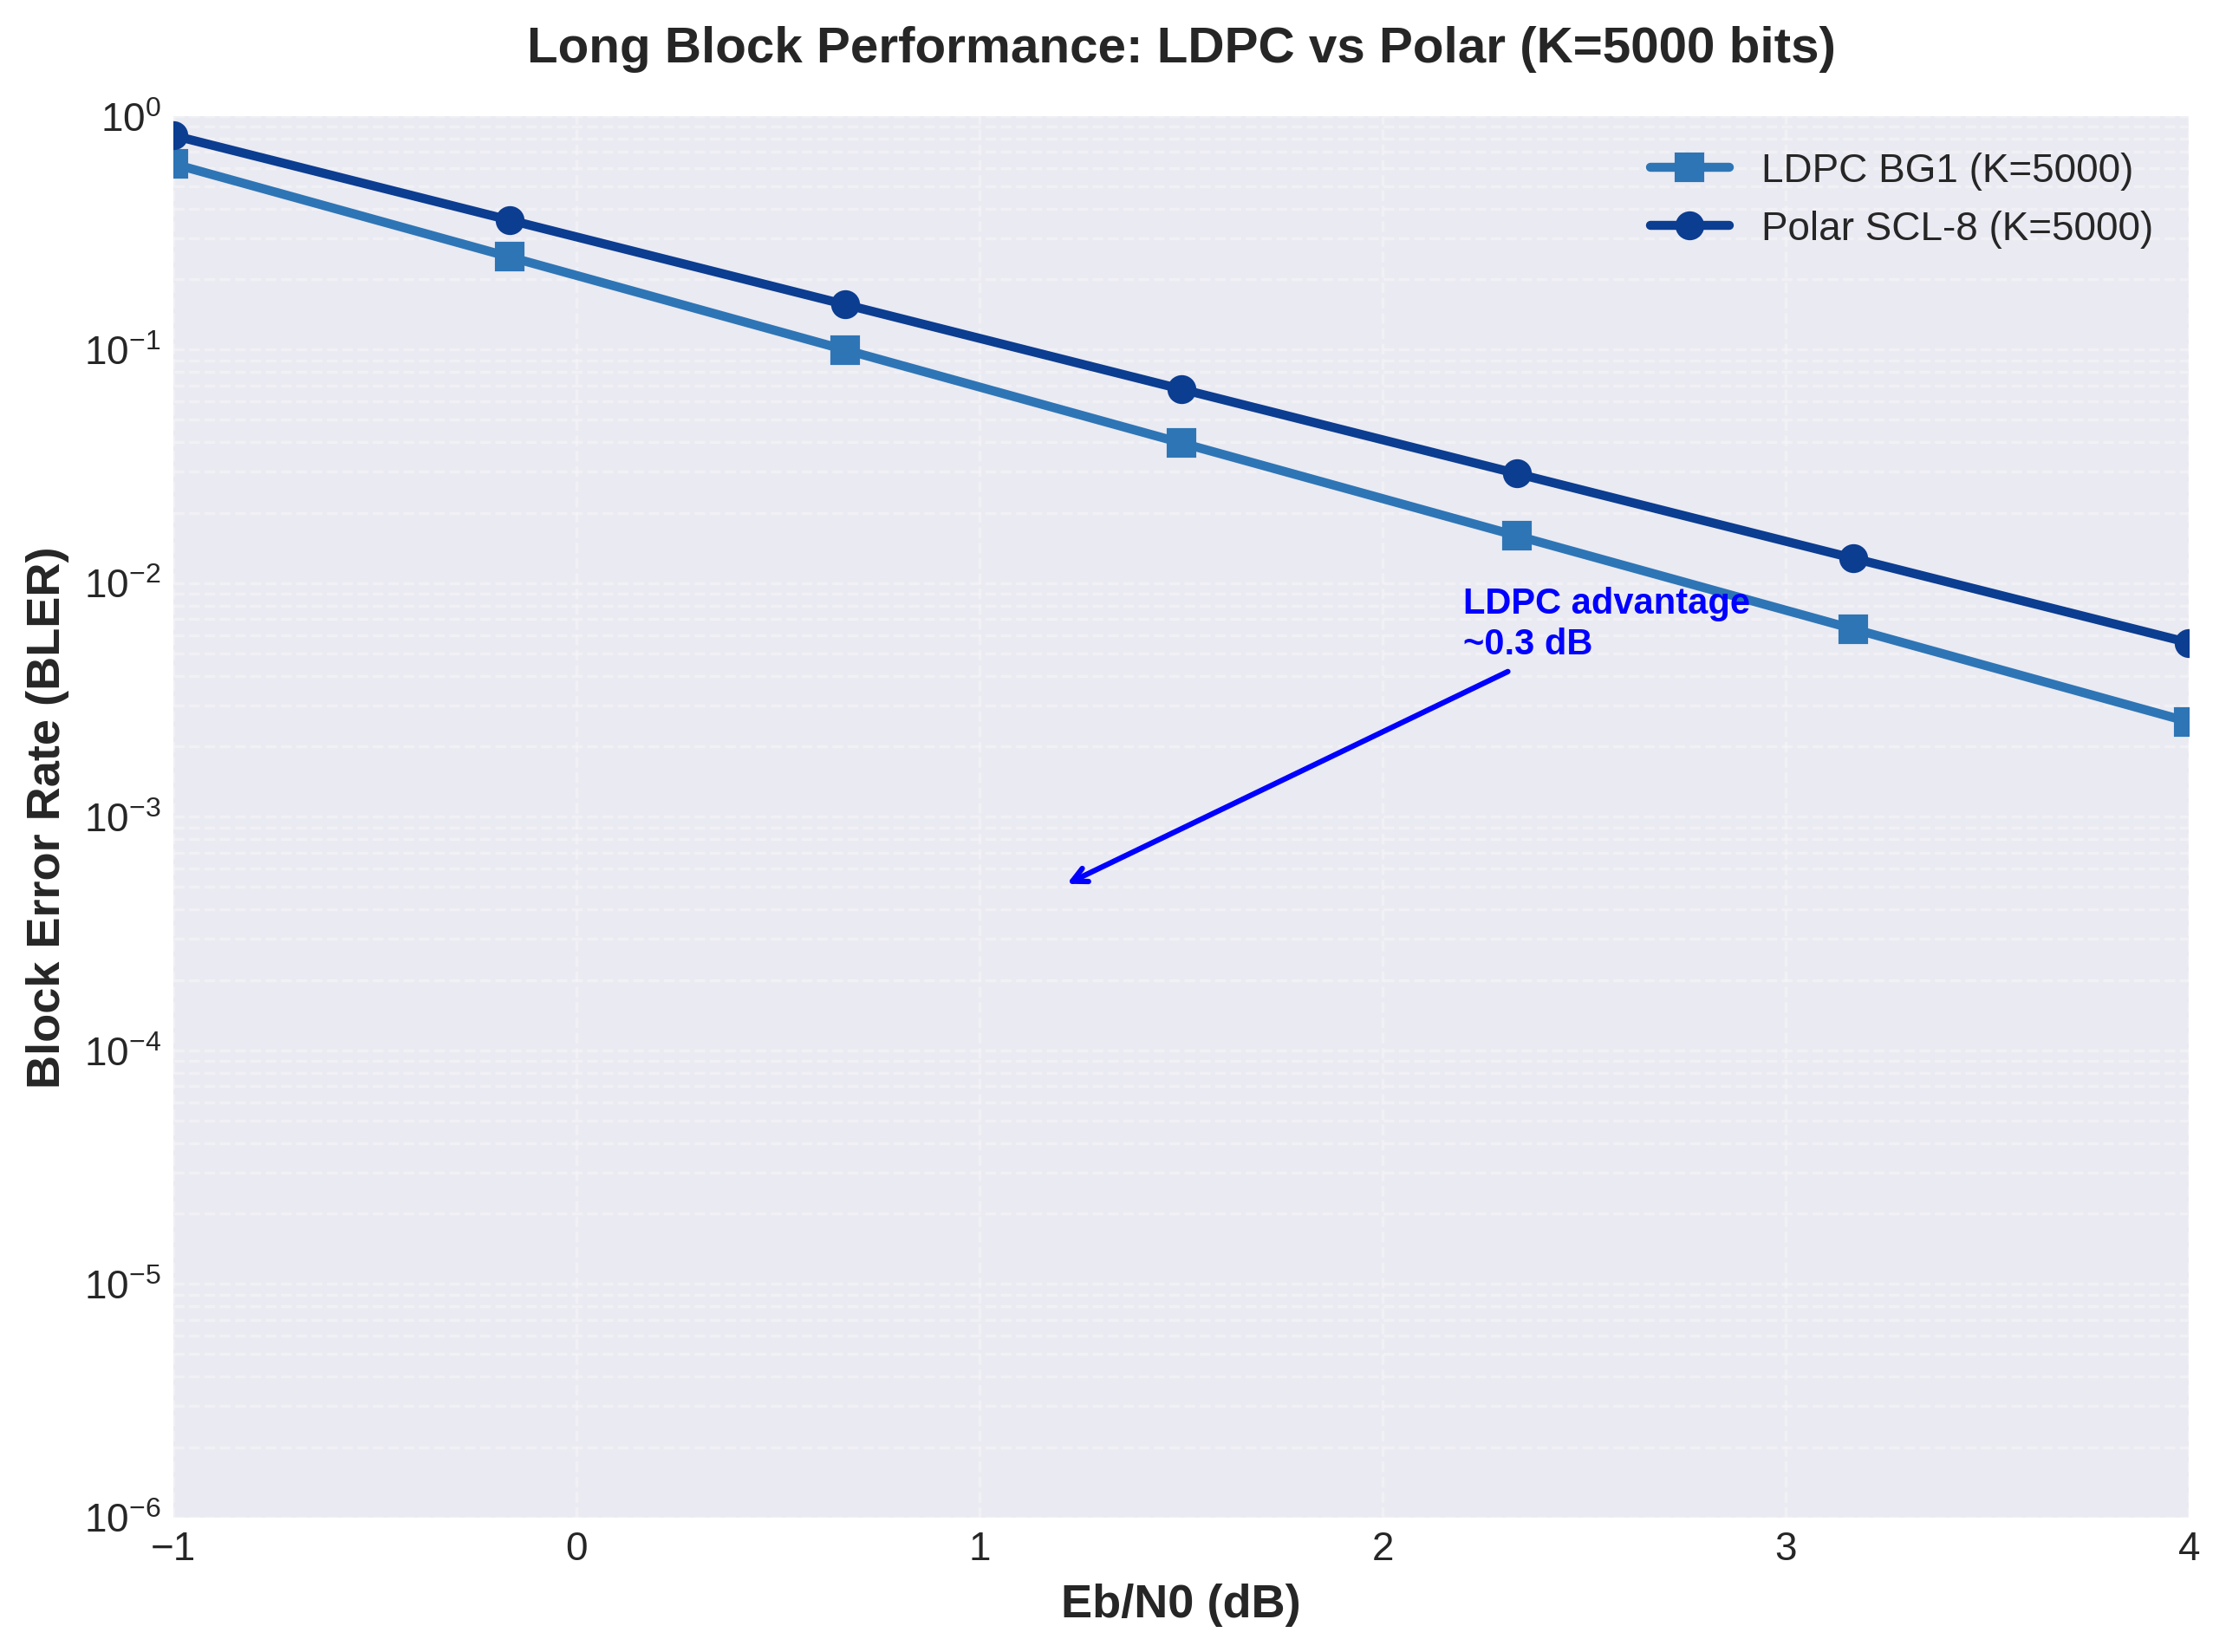 Long Block Performance: LDPC vs Polar (K=5000 bits)
LDPC BG1 (K=5000)
Polar SCL-8 (K=5000)
LDPC advantage
~0.3 dB
Block Error Rate (BLER)
10⁰
10⁻¹
10⁻²
10⁻³
10⁻⁴
10⁻⁵
10⁻⁶
−1 0 1 2 3 4
Eb/N0 (dB)